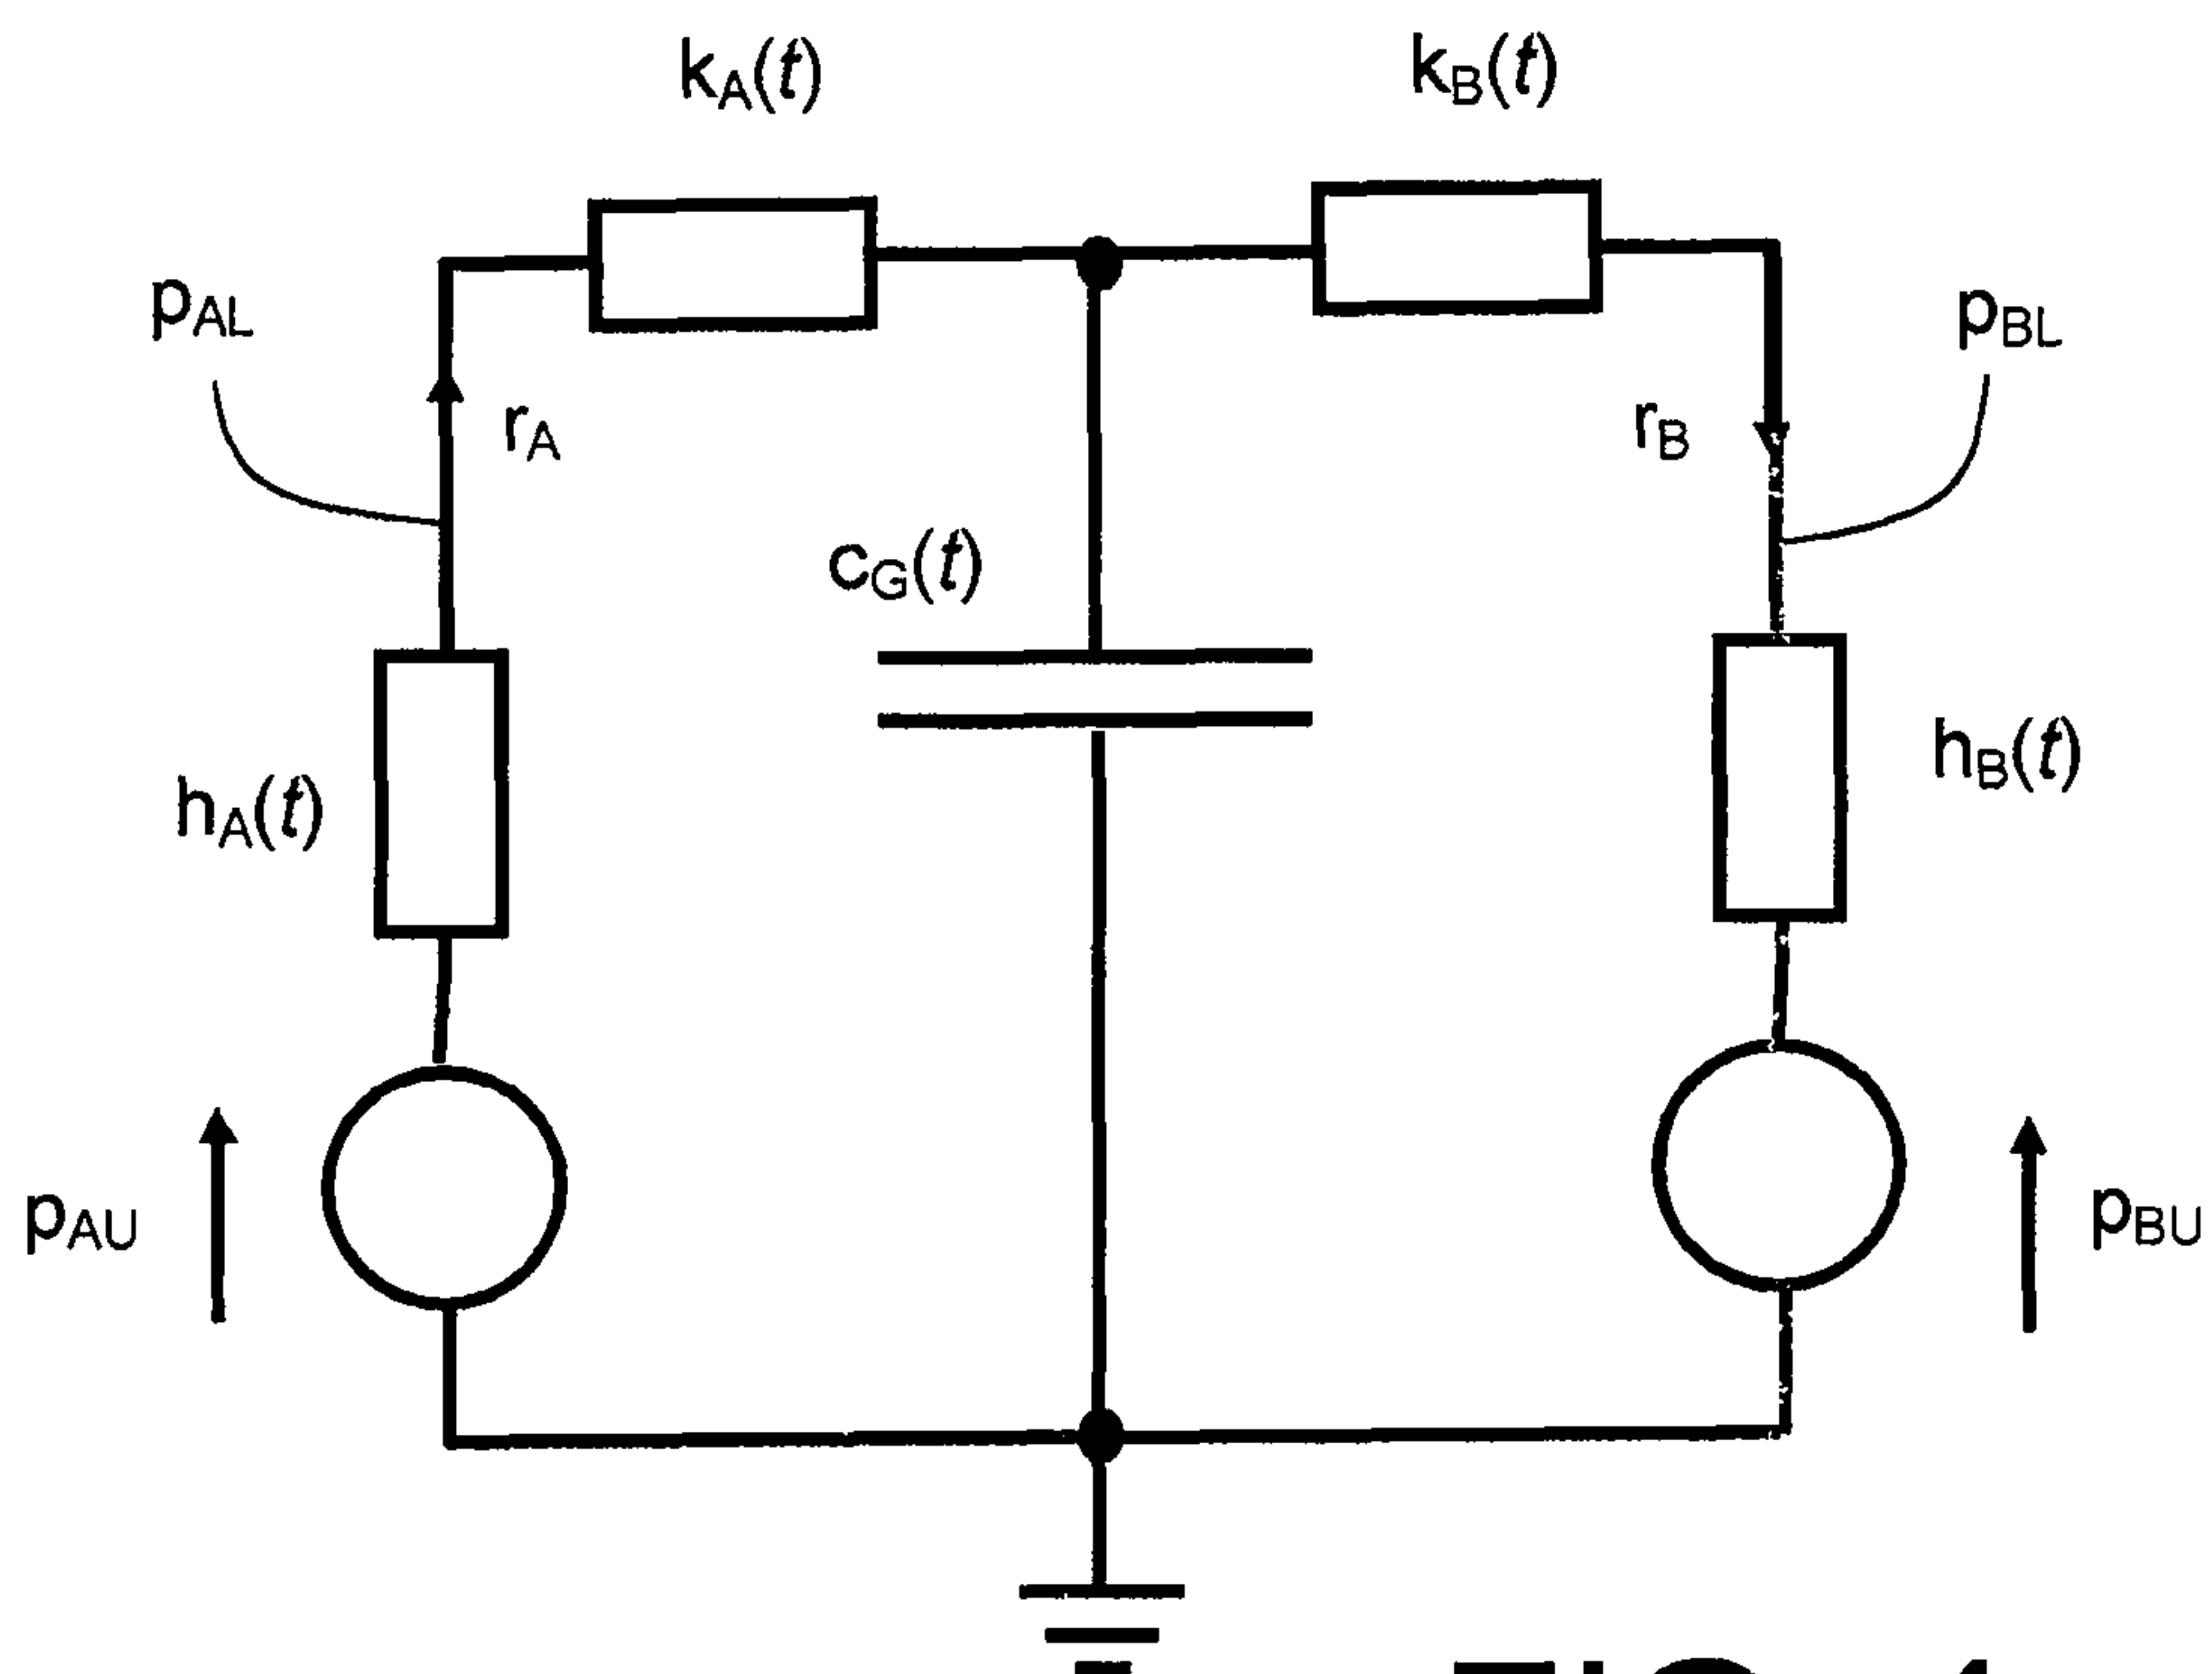 kA(t)
kB(t)
pAL
pBL
rA
rB
cG(t)
hA(t)
hB(t)
pAU
pBU